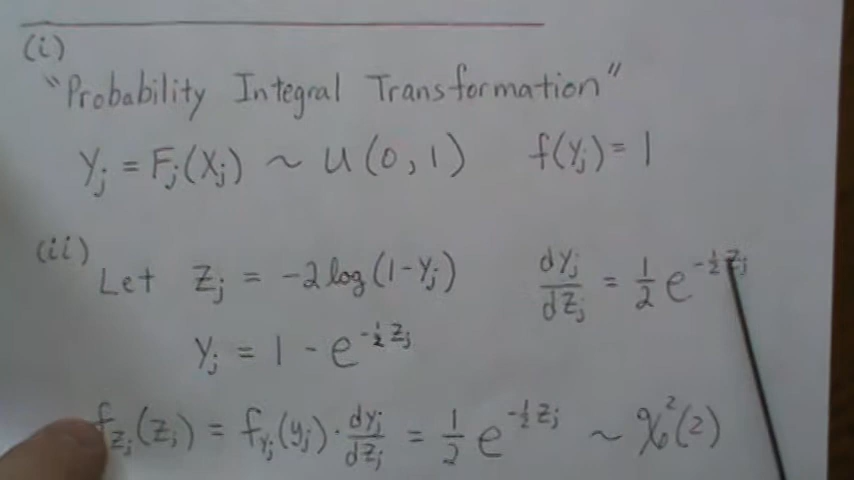 (i)
"Probability Integral Transformation"
Yj = Fj(Xj) ~ U(0,1)    f(Yj) = 1
(ii)
Let Zj = -2log(1-Yj)    dYj/dZj = 1/2 e^(-1/2 Zj)
Yj = 1 - e^(-1/2 Zj)
fZj(Zj) = fYj(yj) · dYj/dZj = 1/2 e^(-1/2 Zj) ~ χ²(2)